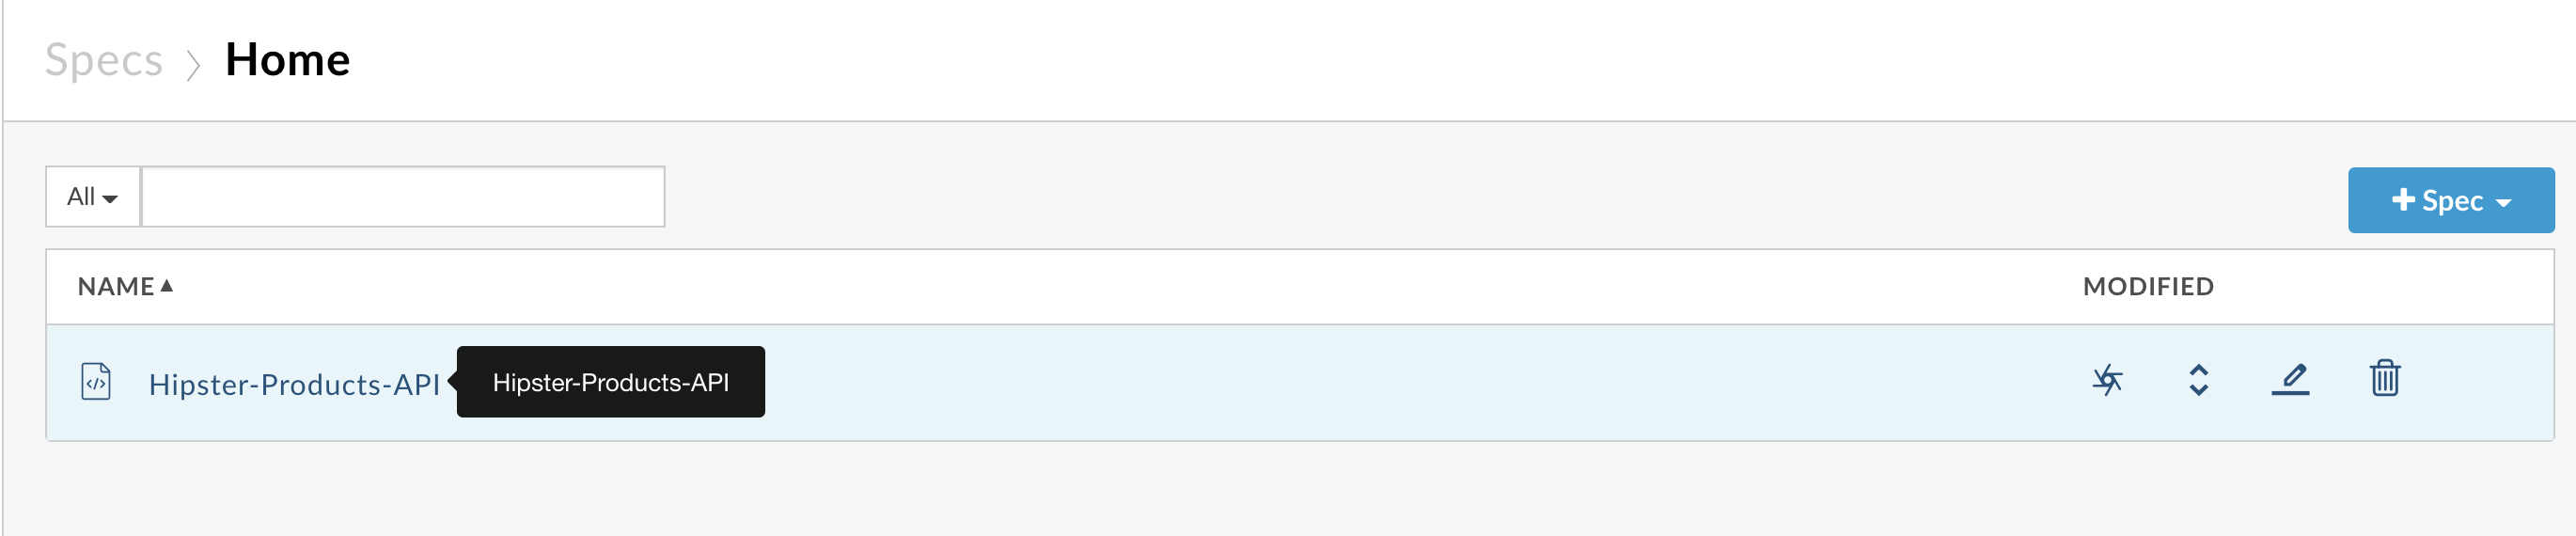 Specs > Home
All
+ Spec
NAME ▲ MODIFIED
</> Hipster-Products-API Hipster-Products-API